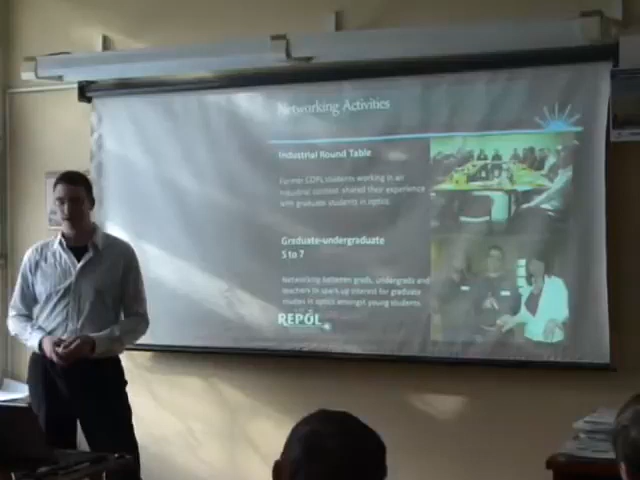 Networking Activities
Industrial Round Table
Former COPL students working in an
industrial context shared their experience
with graduate students in optics.
Graduate-undergraduate
5 to 7
Networking between grads, undergrads and
teachers to spark up interest for graduate
routes in optics amongst young students
REPOL